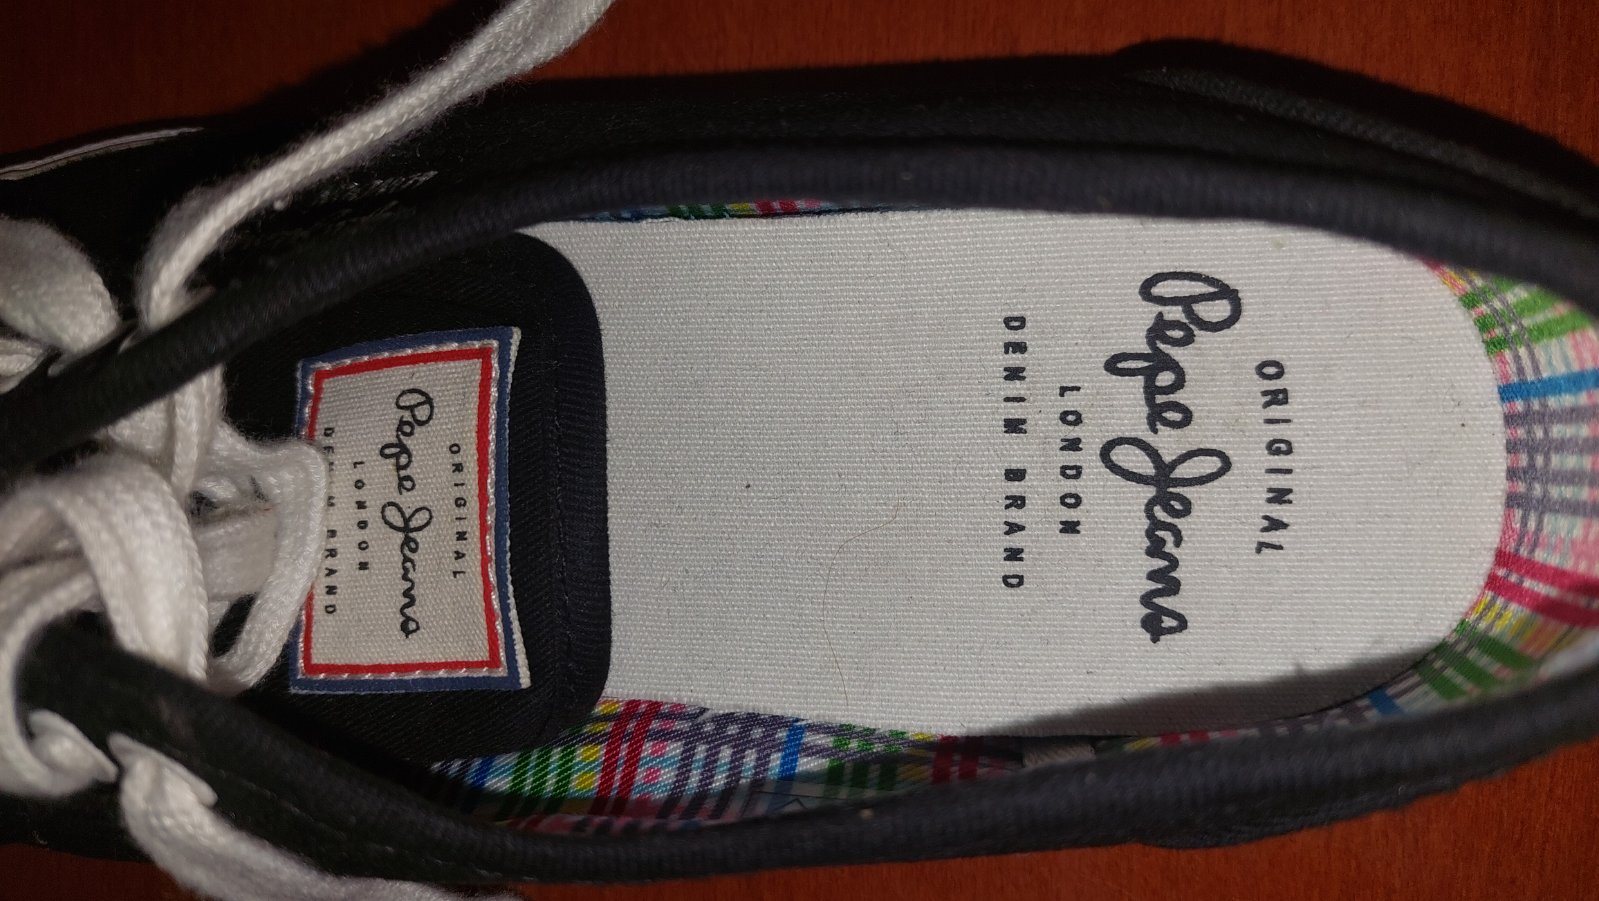 ORIGINAL
Pepe Jeans
LONDON
DENIM BRAND
ORIGINAL
Pepe Jeans
LONDON
DENIM BRAND